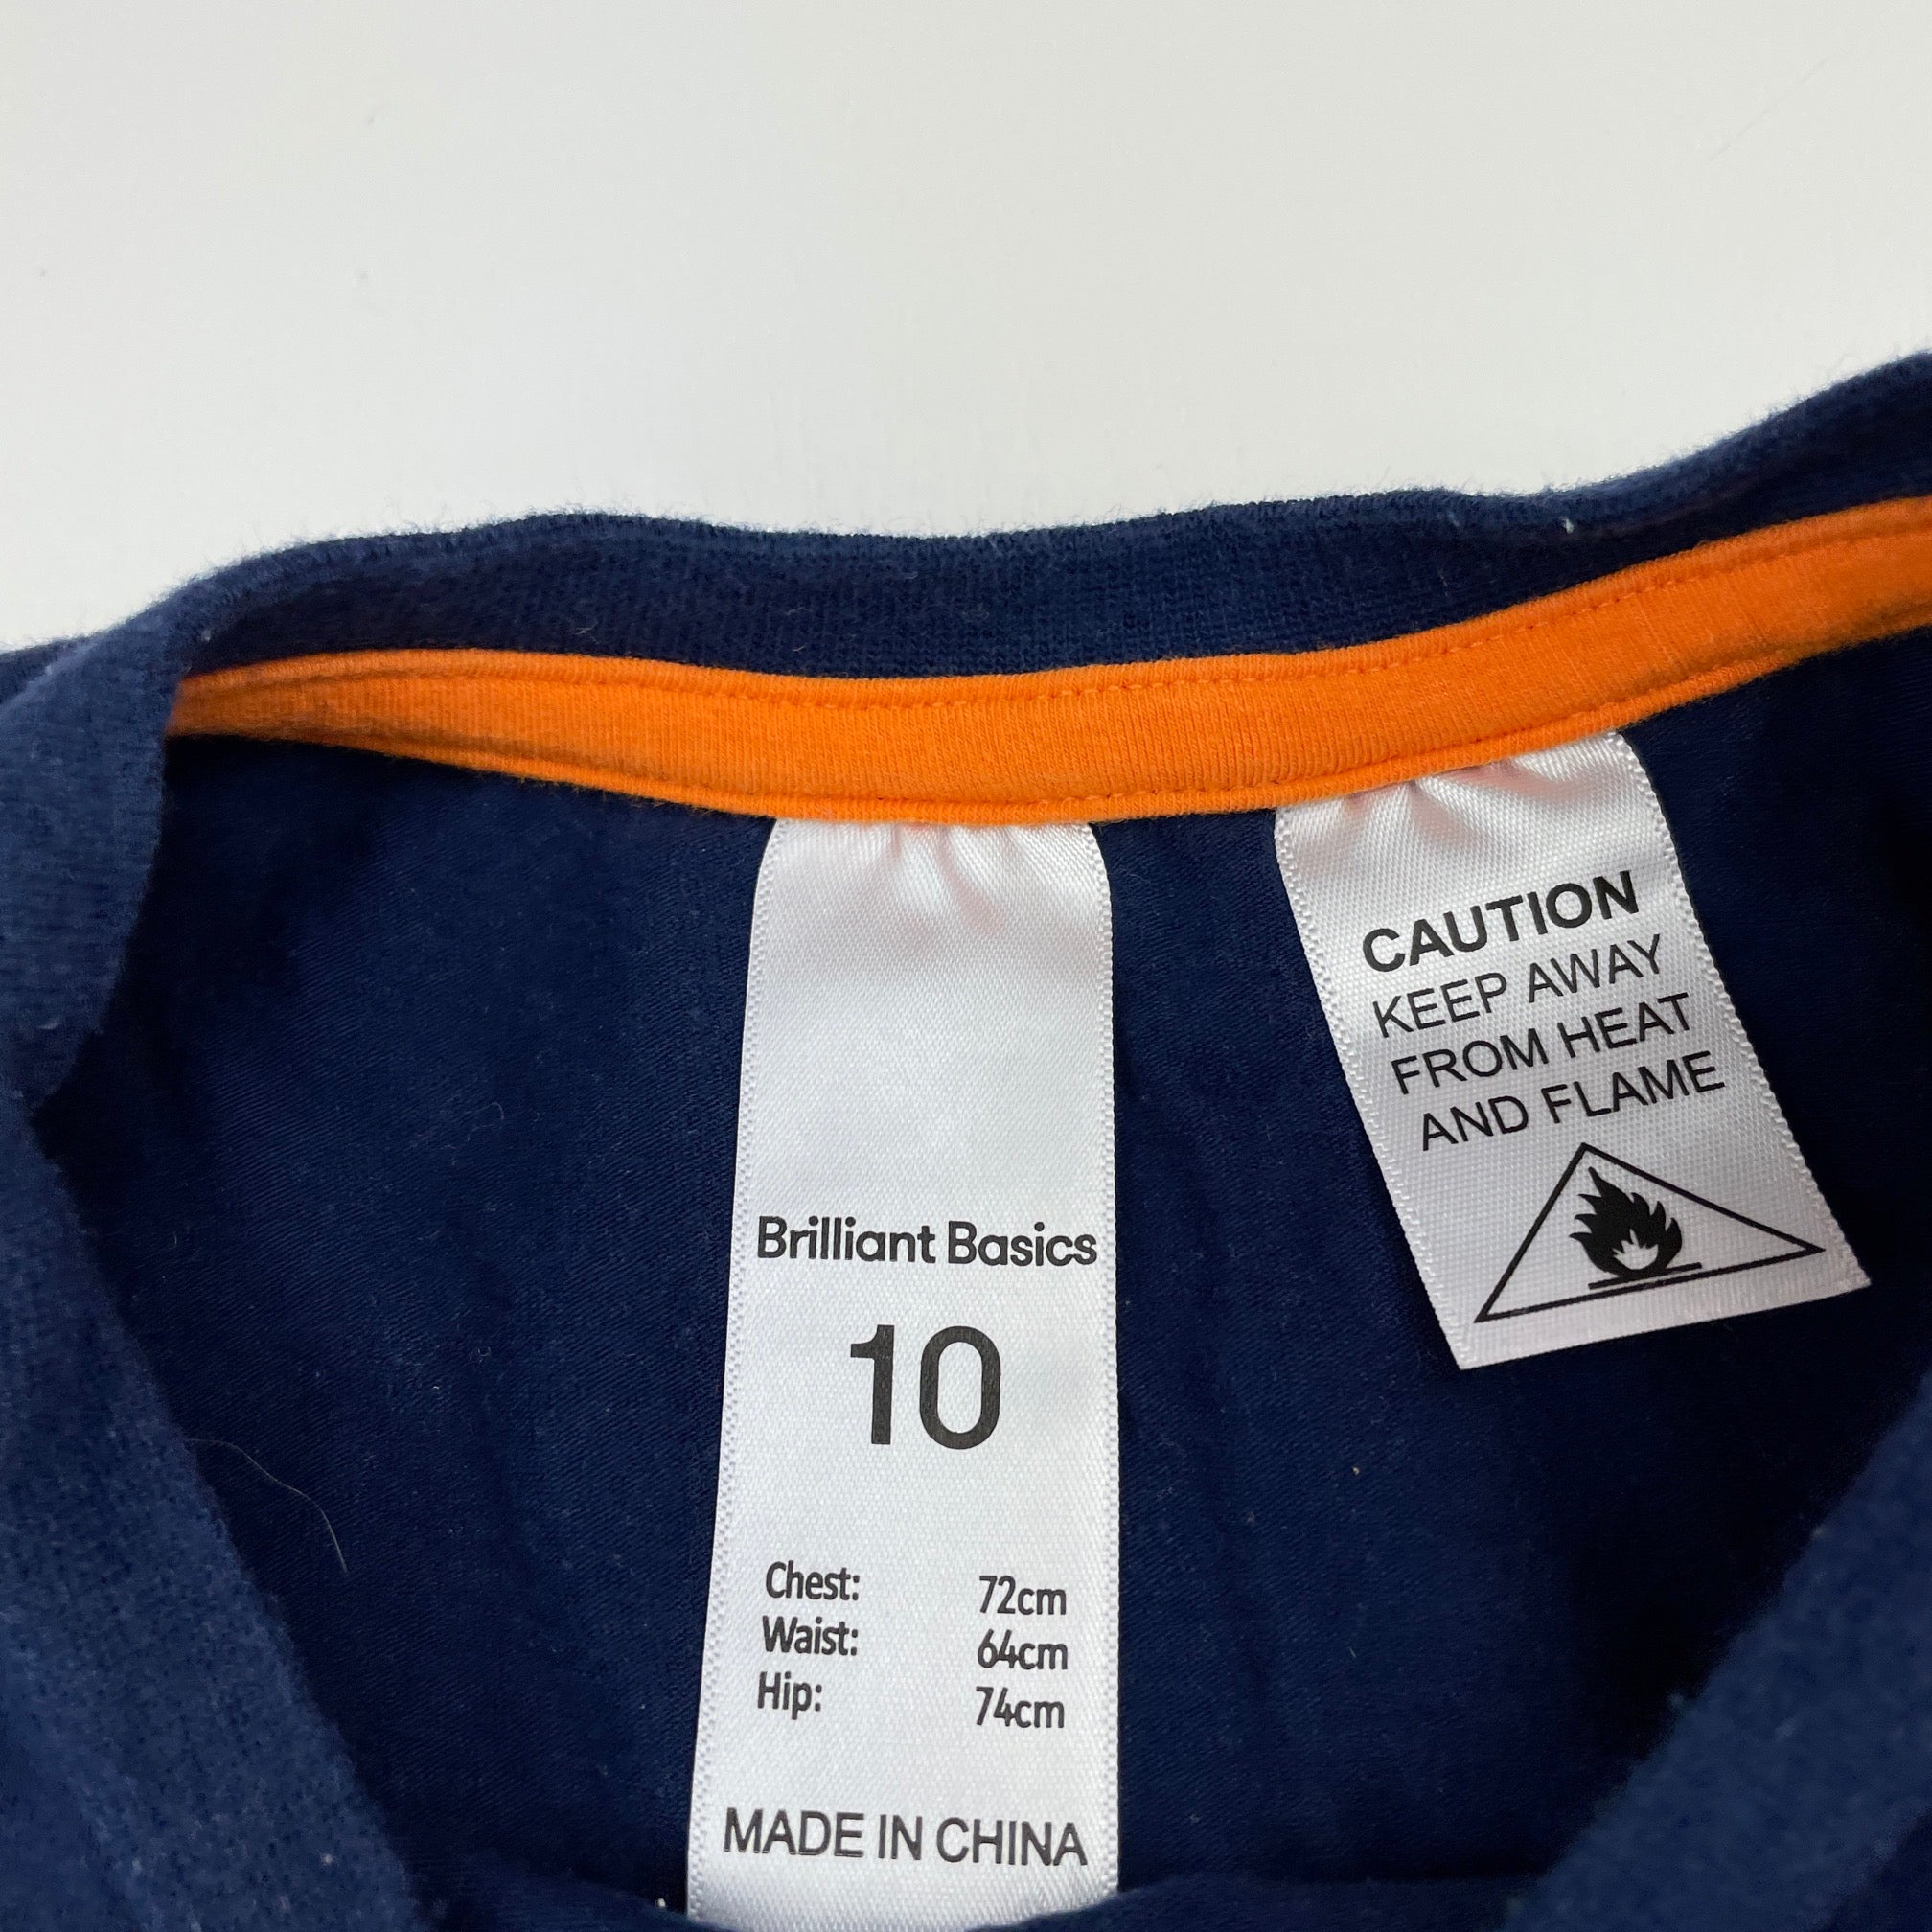 Brilliant Basics
10
Chest: 72cm
Waist: 64cm
Hip: 74cm
MADE IN CHINA
CAUTION
KEEP AWAY
FROM HEAT
AND FLAME